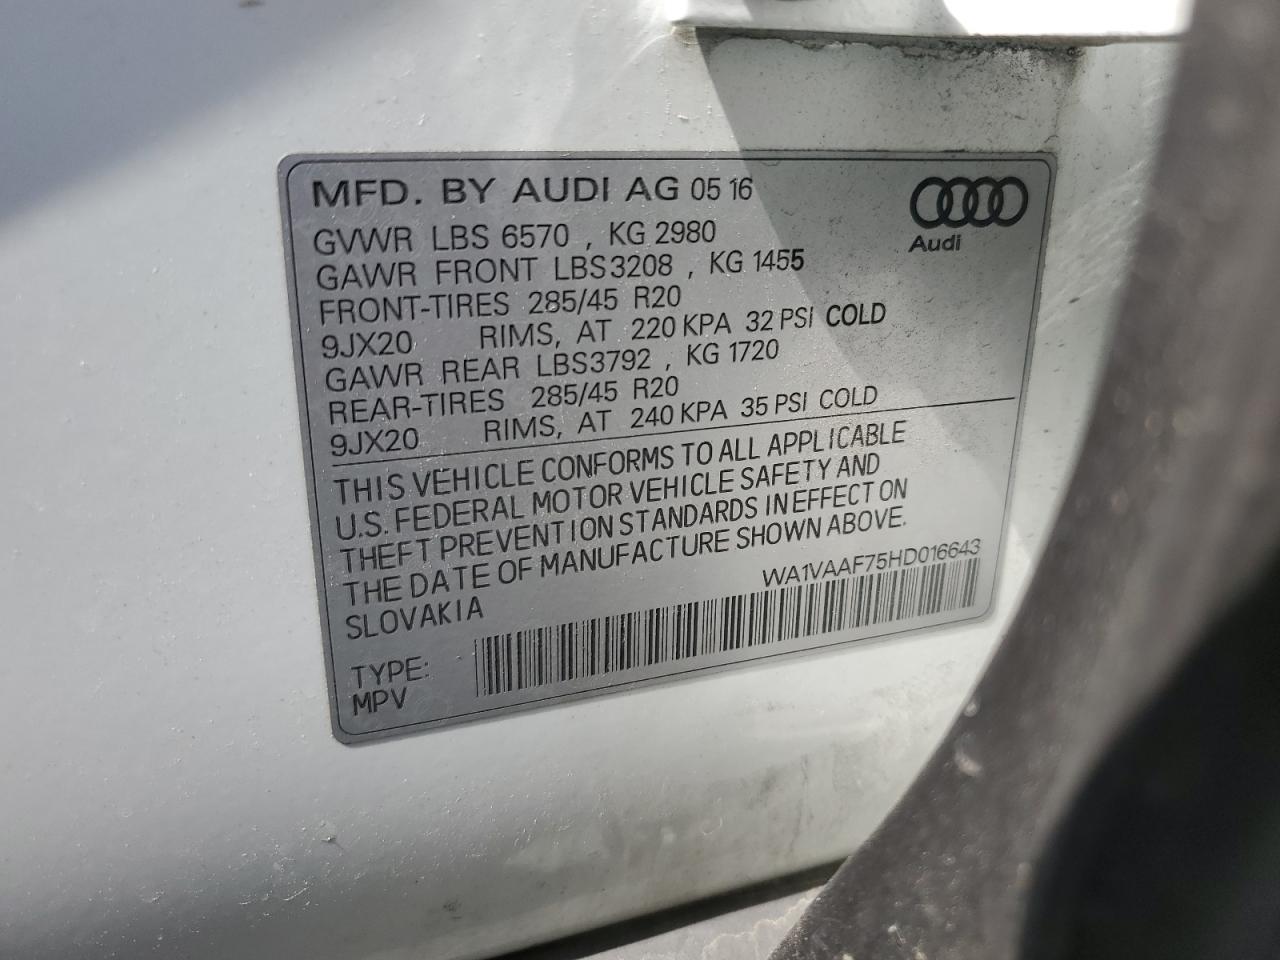 MFD. BY AUDI AG 05 16
Audi
GVWR LBS 6570 , KG 2980
GAWR FRONT LBS3208 , KG 1455
FRONT-TIRES 285/45 R20
9JX20 RIMS, AT 220 KPA 32 PSI COLD
GAWR REAR LBS3792 , KG 1720
REAR-TIRES 285/45 R20
9JX20 RIMS, AT 240 KPA 35 PSI COLD
THIS VEHICLE CONFORMS TO ALL APPLICABLE
U.S. FEDERAL MOTOR VEHICLE SAFETY AND
THEFT PREVENTION STANDARDS IN EFFECT ON
THE DATE OF MANUFACTURE SHOWN ABOVE.
SLOVAKIA
WA1VAAF75HD016643
TYPE:
MPV